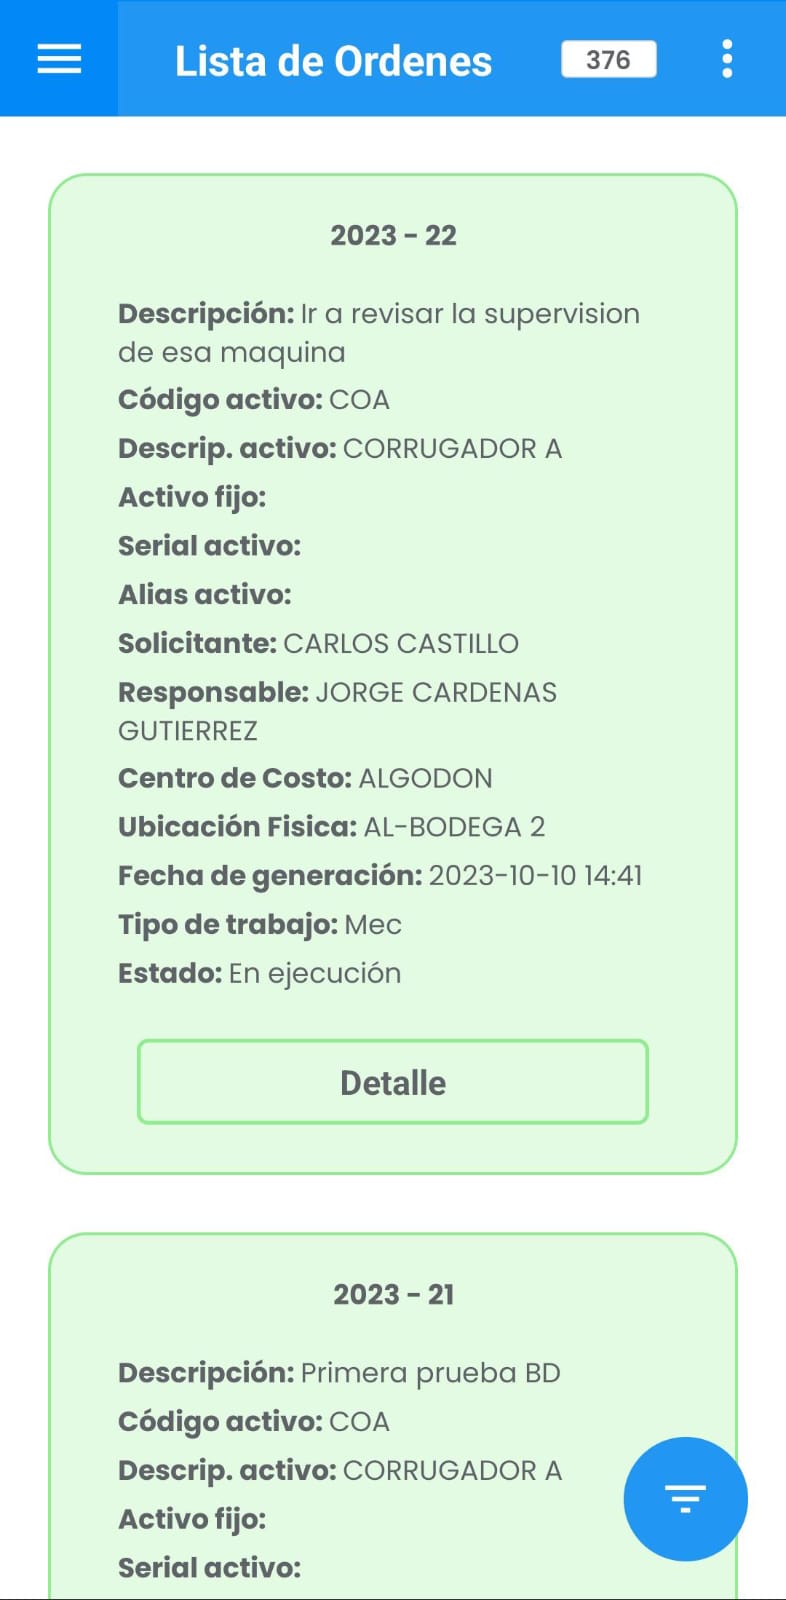 Lista de Ordenes 376
2023 - 22
Descripción: Ir a revisar la supervision
de esa maquina
Código activo: COA
Descrip. activo: CORRUGADOR A
Activo fijo:
Serial activo:
Alias activo:
Solicitante: CARLOS CASTILLO
Responsable: JORGE CARDENAS
GUTIERREZ
Centro de Costo: ALGODON
Ubicación Fisica: AL-BODEGA 2
Fecha de generación: 2023-10-10 14:41
Tipo de trabajo: Mec
Estado: En ejecución
Detalle
2023 - 21
Descripción: Primera prueba BD
Código activo: COA
Descrip. activo: CORRUGADOR A
Activo fijo:
Serial activo: